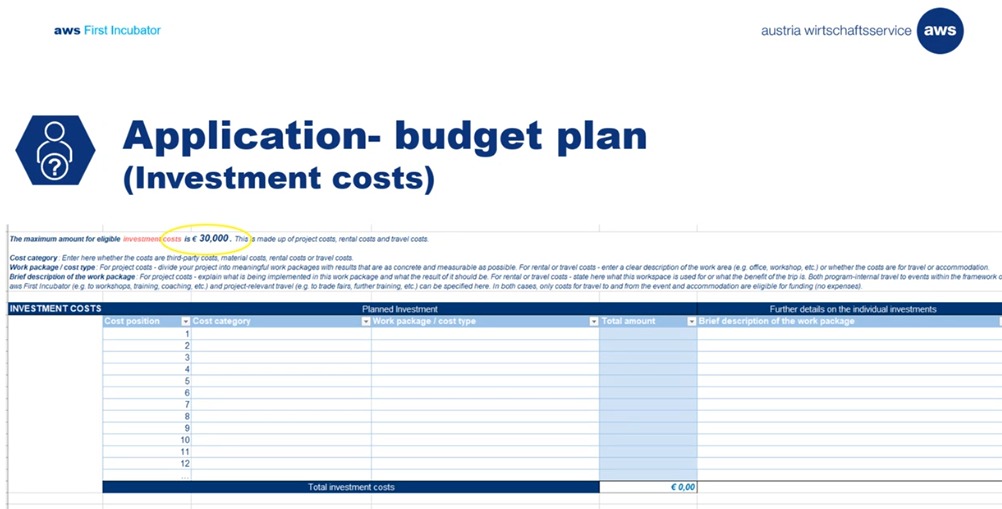 aws First Incubator
austria wirtschaftsservice aws
Application- budget plan
(Investment costs)
The maximum amount for eligible investment costs is € 30,000 . This is made up of project costs, rental costs and travel costs.
Cost category : Enter here whether the costs are third-party costs, material costs, rental costs or travel costs.
Work package / cost type : For project costs - divide your project into meaningful work packages with results that are as concrete and measurable as possible. For rental or travel costs - enter a clear description of the work area (e.g. office, workshop, etc.) or whether the costs are for travel or accommodation.
Brief description of the work package : For project costs - explain what is being implemented in this work package and what the result of it should be. For rental or travel costs - state here what this workspace is used for or what the benefit of the trip is. Both program-internal travel to events within the framework o
aws First Incubator (e.g. to workshops, training, coaching, etc.) and project-relevant travel (e.g. to trade fairs, further training, etc.) can be specified here. In both cases, only costs for travel to and from the event and accommodation are eligible for funding (no expenses).
INVESTMENT COSTS Planned Investment Further details on the individual investments
Cost position Cost category Work package / cost type Total amount Brief description of the work package
1
2
3
4
5
6
7
8
9
10
11
12
...
Total investment costs € 0,00